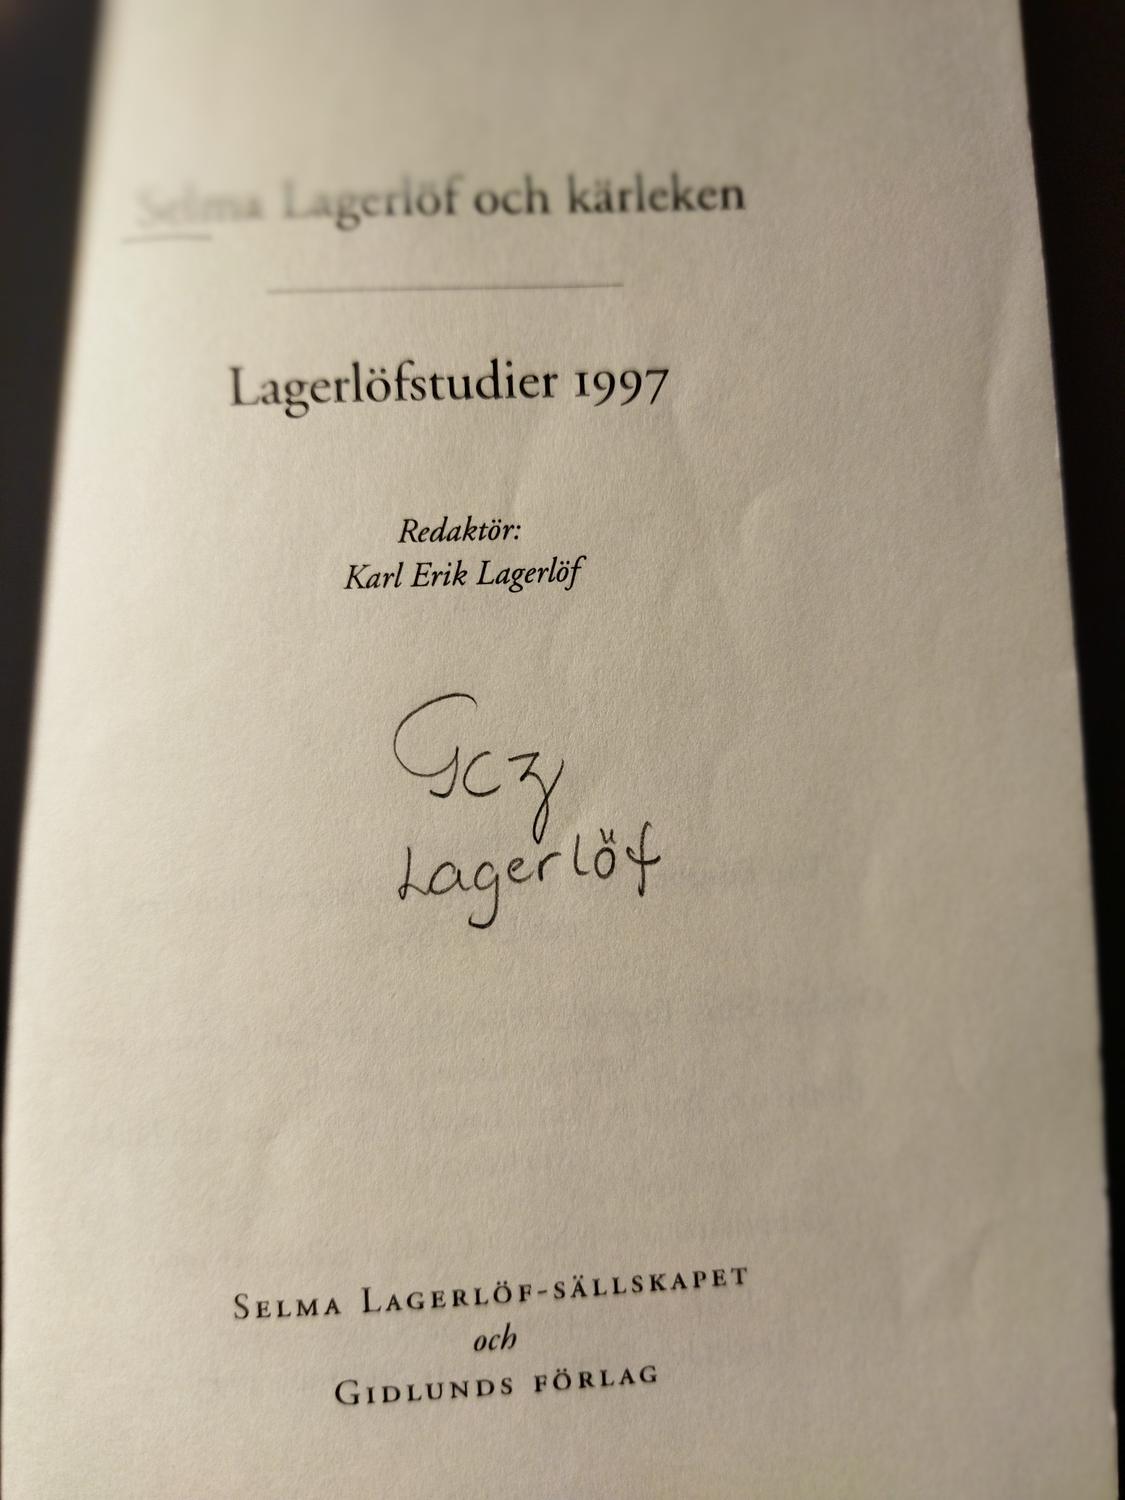 Selma Lagerlöf och kärleken
Lagerlöfstudier 1997
Redaktör:
Karl Erik Lagerlöf
Lagerlöf
SELMA LAGERLÖF-SÄLLSKAPET
och
GIDLUNDS FÖRLAG